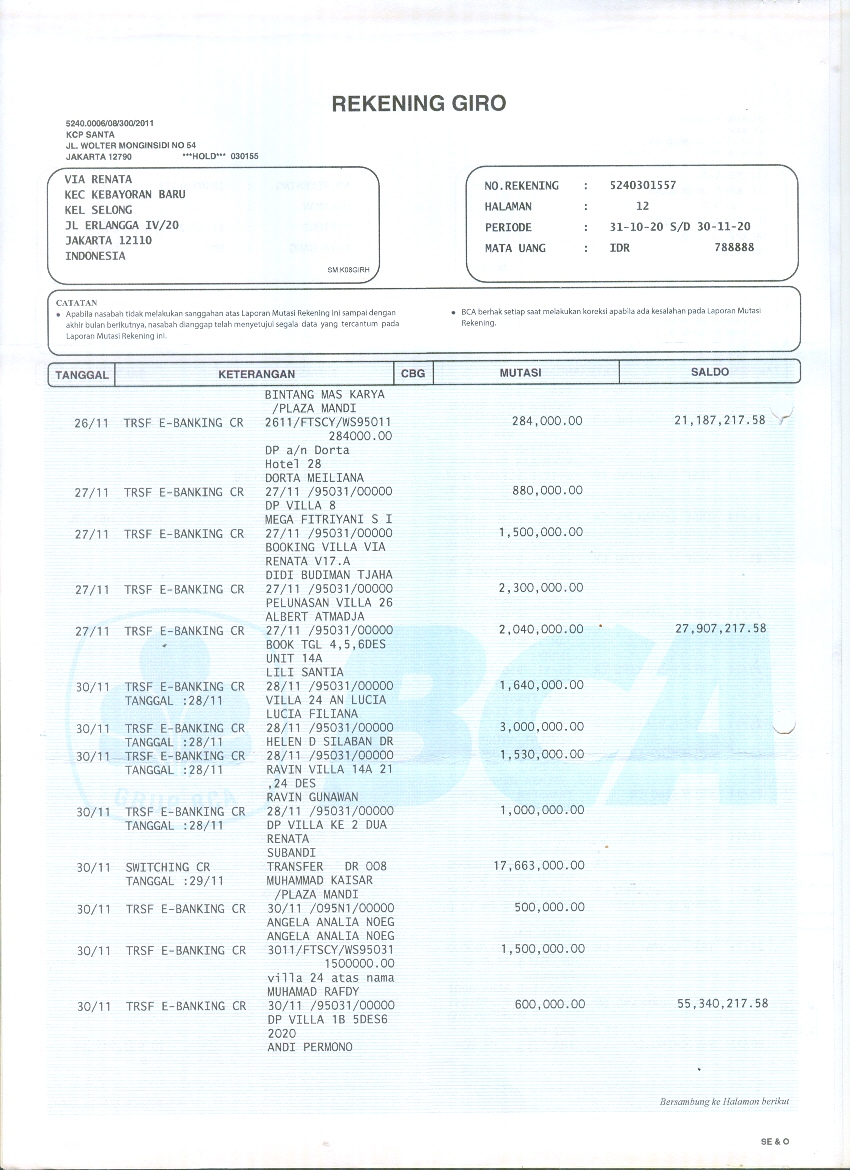 REKENING GIRO
5240.0006/08/300/2011
KCP SANTA
JL. WOLTER MONGINSIDI NO 54
JAKARTA 12790 ***HOLD*** 030155
VIA RENATA
KEC KEBAYORAN BARU
KEL SELONG
JL ERLANGGA IV/20
JAKARTA 12110
INDONESIA
SM.K08GIRH
NO.REKENING : 5240301557
HALAMAN : 12
PERIODE : 31-10-20 S/D 30-11-20
MATA UANG : IDR 788888
CATATAN
• Apabila nasabah tidak melakukan sanggahan atas Laporan Mutasi Rekening ini sampai dengan
akhir bulan berikutnya, nasabah dianggap telah menyetujui segala data yang tercantum pada
Laporan Mutasi Rekening ini.
• BCA berhak setiap saat melakukan koreksi apabila ada kesalahan pada Laporan Mutasi
Rekening.
TANGGAL KETERANGAN CBG MUTASI SALDO
BINTANG MAS KARYA
/PLAZA MANDI
26/11 TRSF E-BANKING CR 2611/FTSCY/WS95011 284,000.00 21,187,217.58
284000.00
DP a/n Dorta
Hotel 28
DORTA MEILIANA
27/11 TRSF E-BANKING CR 27/11 /95031/00000 880,000.00
DP VILLA 8
MEGA FITRIYANI S I
27/11 TRSF E-BANKING CR 27/11 /95031/00000 1,500,000.00
BOOKING VILLA VIA
RENATA V17.A
DIDI BUDIMAN TJAHA
27/11 TRSF E-BANKING CR 27/11 /95031/00000 2,300,000.00
PELUNASAN VILLA 26
ALBERT ATMADJA
27/11 TRSF E-BANKING CR 27/11 /95031/00000 2,040,000.00 27,907,217.58
BOOK TGL 4,5,6DES
UNIT 14A
LILI SANTIA
30/11 TRSF E-BANKING CR 28/11 /95031/00000 1,640,000.00
TANGGAL :28/11 VILLA 24 AN LUCIA
LUCIA FILIANA
30/11 TRSF E-BANKING CR 28/11 /95031/00000 3,000,000.00
TANGGAL :28/11 HELEN D SILABAN DR
30/11 TRSF E-BANKING CR 28/11 /95031/00000 1,530,000.00
TANGGAL :28/11 RAVIN VILLA 14A 21
,24 DES
RAVIN GUNAWAN
30/11 TRSF E-BANKING CR 28/11 /95031/00000 1,000,000.00
TANGGAL :28/11 DP VILLA KE 2 DUA
RENATA
SUBANDI
30/11 SWITCHING CR TRANSFER DR 008 17,663,000.00
TANGGAL :29/11 MUHAMMAD KAISAR
/PLAZA MANDI
30/11 TRSF E-BANKING CR 30/11 /095N1/00000 500,000.00
ANGELA ANALIA NOEG
ANGELA ANALIA NOEG
30/11 TRSF E-BANKING CR 3011/FTSCY/WS95031 1,500,000.00
1500000.00
villa 24 atas nama
MUHAMAD RAFDY
30/11 TRSF E-BANKING CR 30/11 /95031/00000 600,000.00 55,340,217.58
DP VILLA 1B 5DES6
2020
ANDI PERMONO
BCA
Bersambung ke Halaman berikut
SE & O